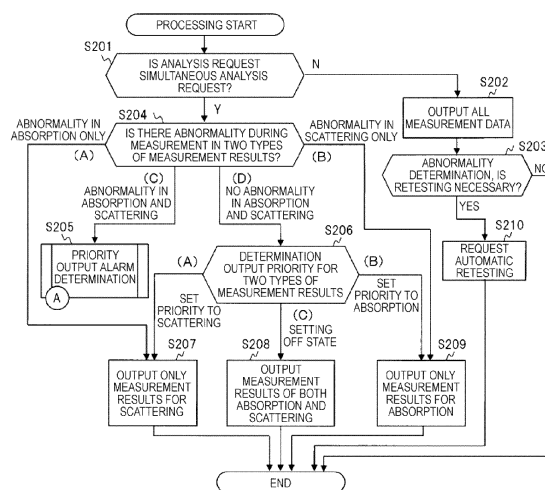 PROCESSING START
S201
IS ANALYSIS REQUEST
SIMULTANEOUS ANALYSIS
REQUEST?
N
Y
S202
OUTPUT ALL
MEASUREMENT DATA
S203
ABNORMALITY
DETERMINATION, IS
RETESTING NECESSARY?
NO
YES
S210
REQUEST
AUTOMATIC
RETESTING
S204
IS THERE ABNORMALITY DURING
MEASUREMENT IN TWO TYPES
OF MEASUREMENT RESULTS?
ABNORMALITY IN
ABSORPTION ONLY
(A)
ABNORMALITY IN
SCATTERING ONLY
(B)
(C)
ABNORMALITY IN
ABSORPTION AND
SCATTERING
(D)
NO ABNORMALITY
IN ABSORPTION
AND SCATTERING
S205
PRIORITY
OUTPUT ALARM
DETERMINATION
A
S206
DETERMINATION
OUTPUT PRIORITY FOR
TWO TYPES OF
MEASUREMENT RESULTS
(A)
SET
PRIORITY TO
SCATTERING
(B)
SET
PRIORITY TO
ABSORPTION
(C)
SETTING
OFF STATE
S207
OUTPUT ONLY
MEASUREMENT
RESULTS FOR
SCATTERING
S208
OUTPUT
MEASUREMENT
RESULTS OF BOTH
ABSORPTION AND
SCATTERING
S209
OUTPUT ONLY
MEASUREMENT
RESULTS FOR
ABSORPTION
END